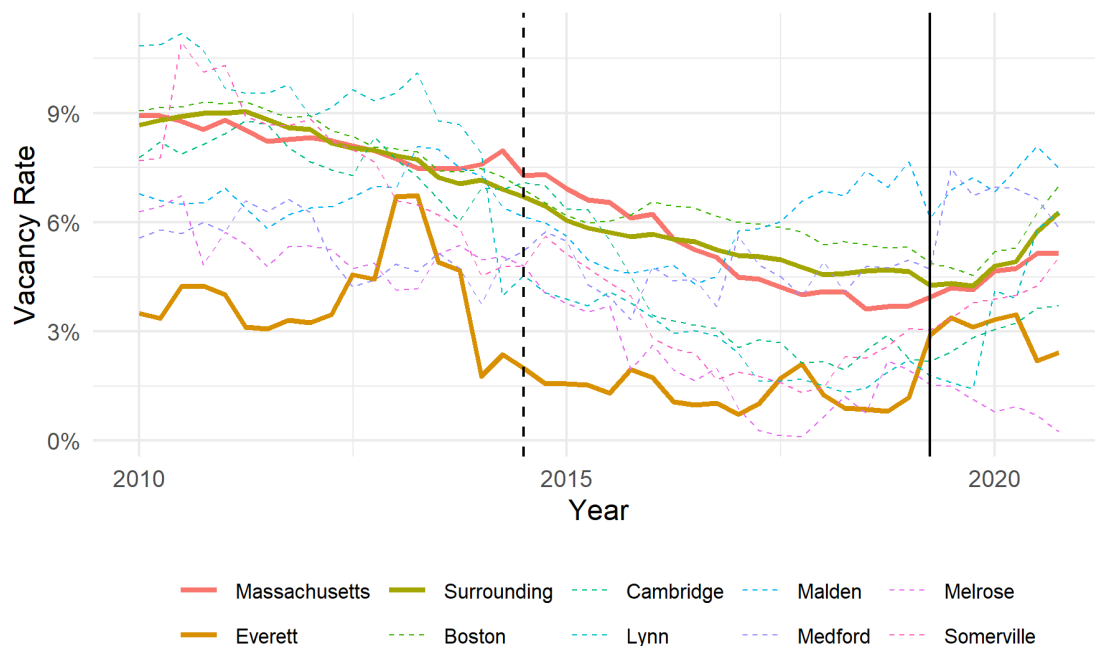 9%
6%
3%
0%
Vacancy Rate
2010 2015 2020
Year
Massachusetts Surrounding Cambridge Malden Melrose
Everett Boston Lynn Medford Somerville